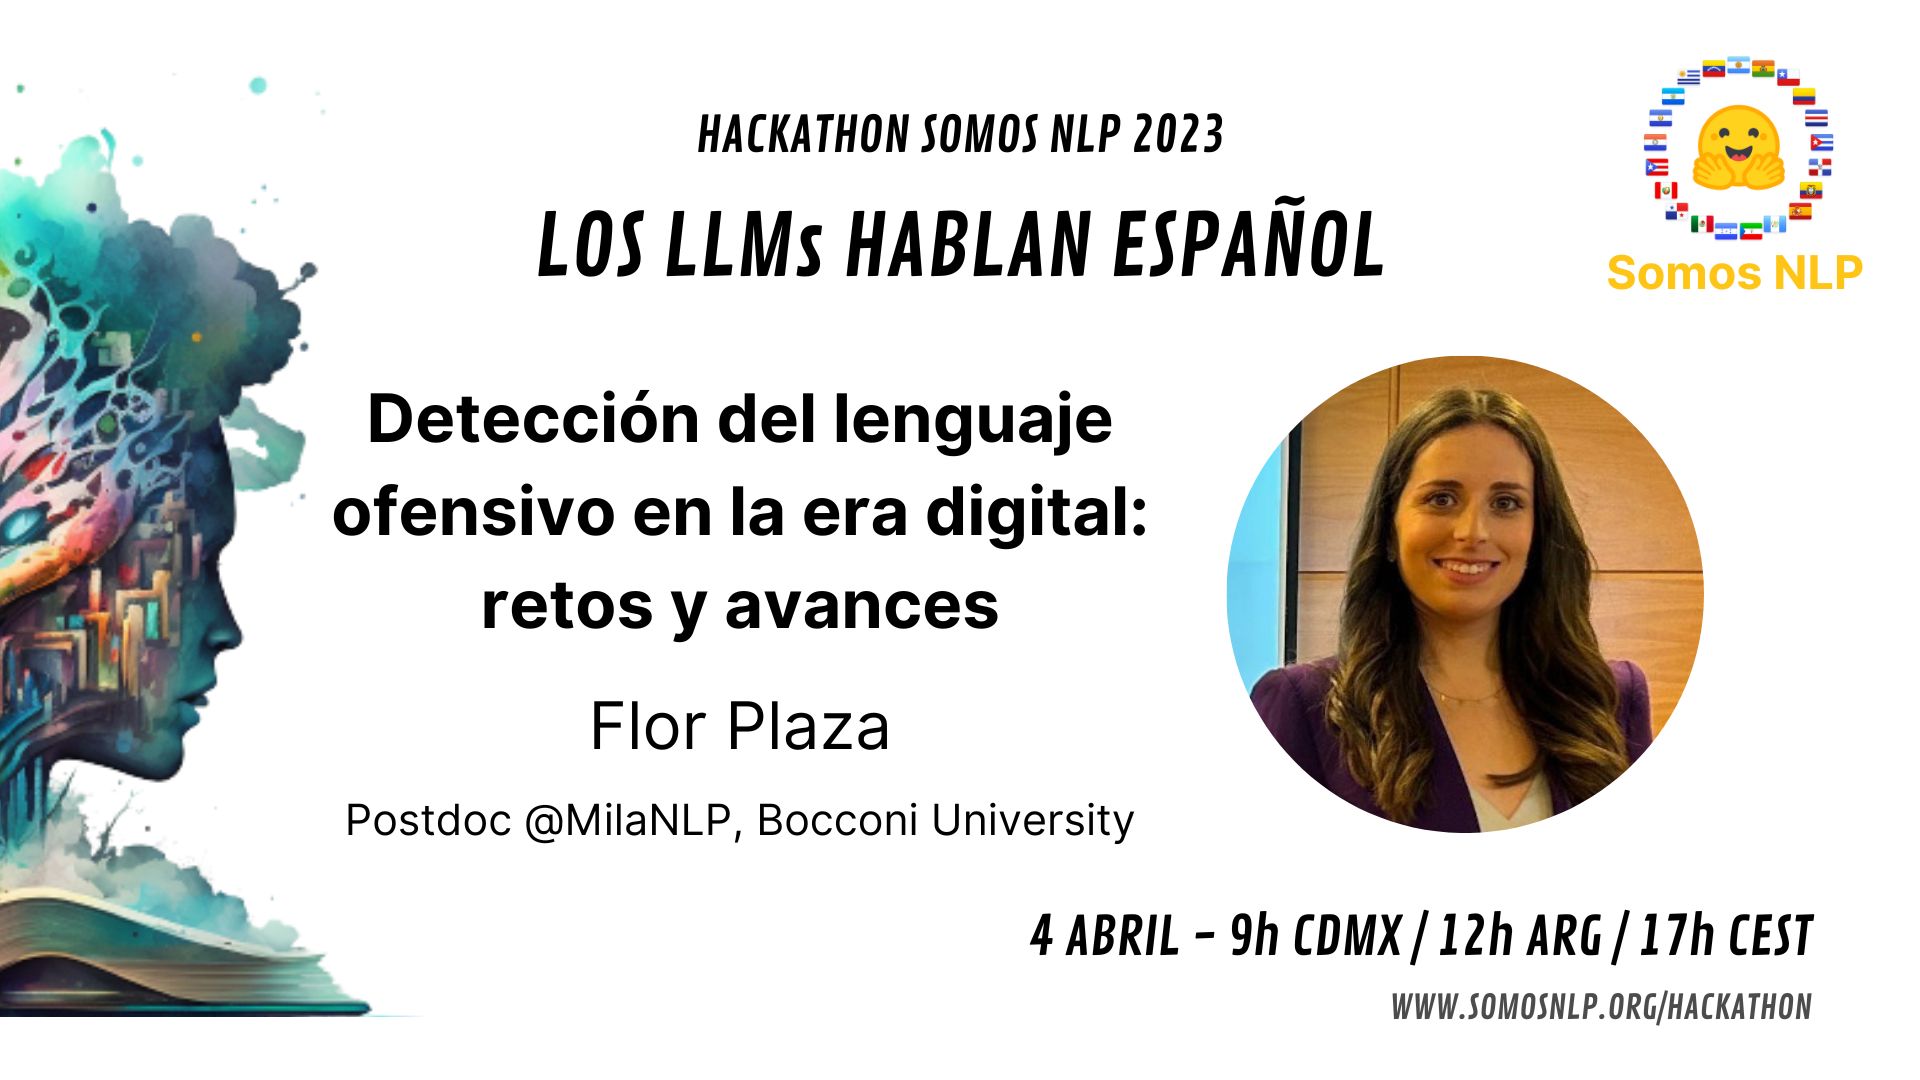 HACKATHON SOMOS NLP 2023
LOS LLMs HABLAN ESPAÑOL
Somos NLP
Detección del lenguaje
ofensivo en la era digital:
retos y avances
Flor Plaza
Postdoc @MilaNLP, Bocconi University
4 ABRIL - 9h CDMX / 12h ARG / 17h CEST
WWW.SOMOSNLP.ORG/HACKATHON